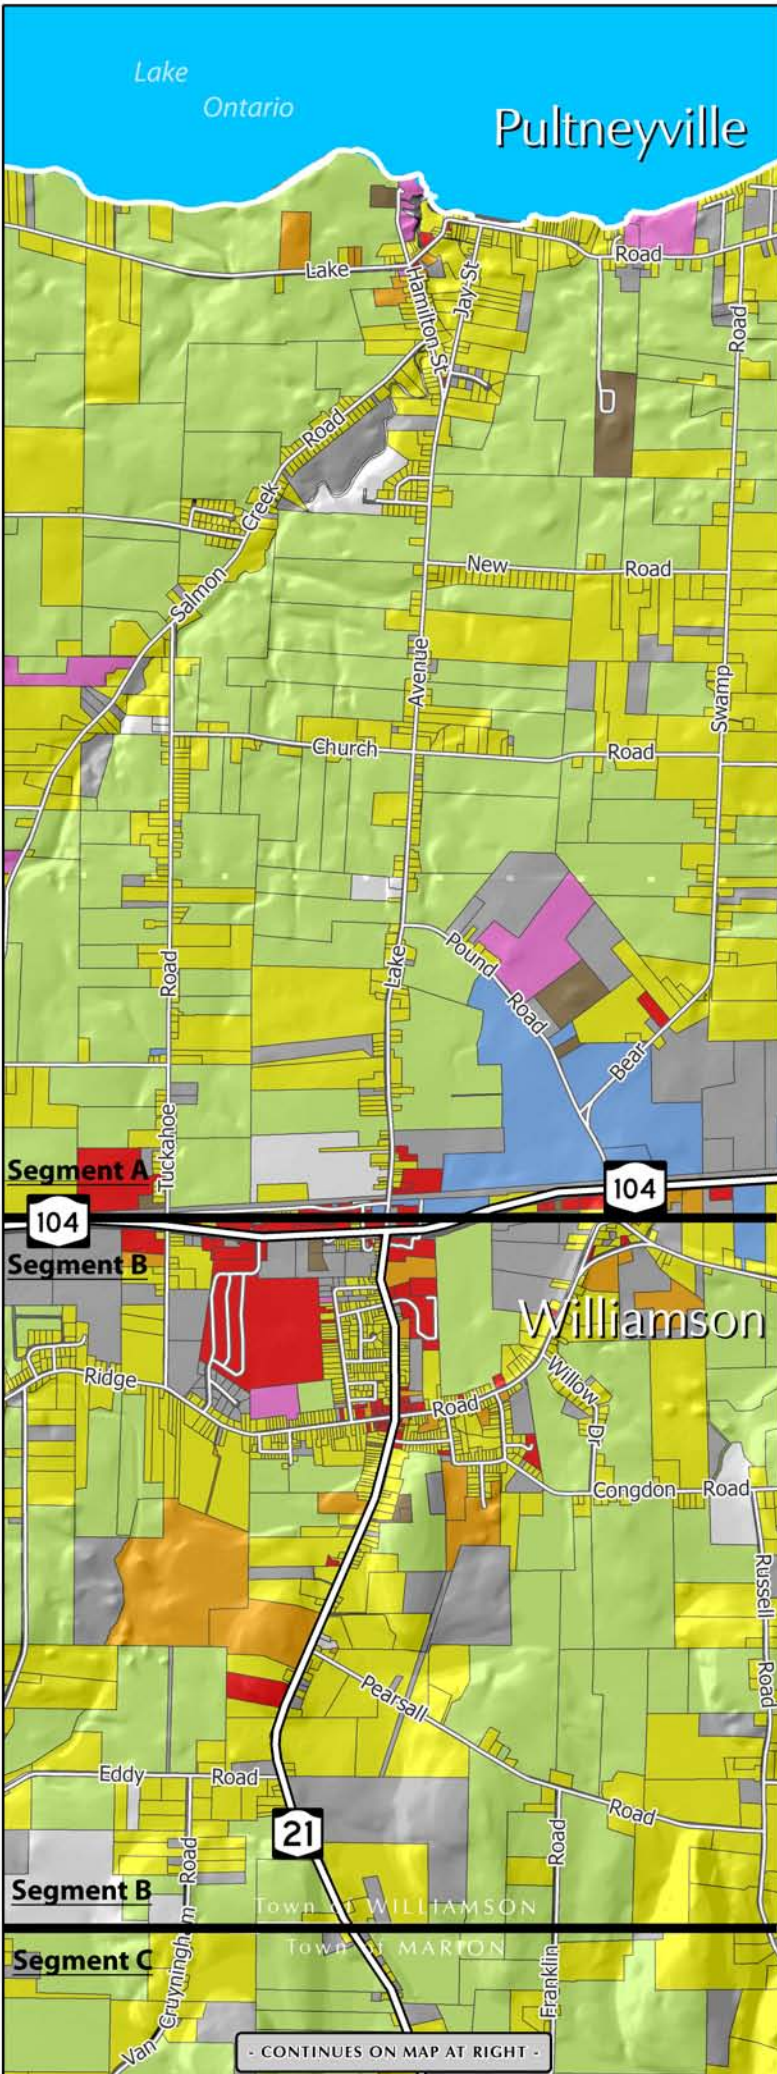 Lake
Ontario
Pultneyville
Lake
Road
Hamilton St
Jay St
Road
Salmon Creek Road
New Road
Avenue
Swamp
Church Road
Pound Road
Lake
Road
Bear
Tuckahoe
Segment A
104
104
Segment B
Williamson
Ridge
Road
Willow Dr
Congdon Road
Russell Road
Pearsall
Eddy Road
Road
21
Road
Road
Segment B
Town of WILLIAMSON
Town of MARION
Segment C
Van Cruyningham
Franklin
- CONTINUES ON MAP AT RIGHT -